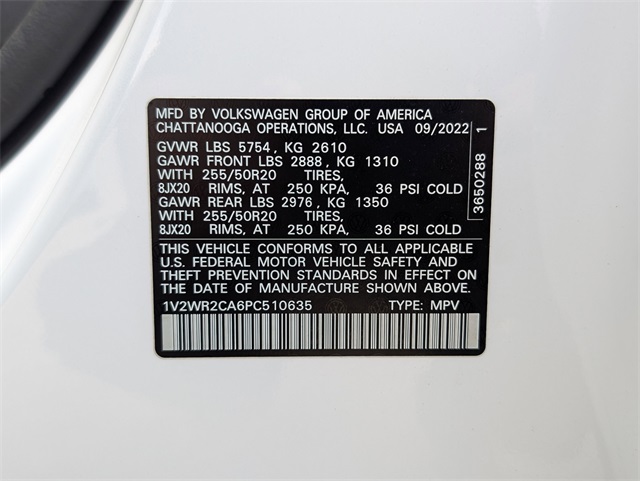 MFD BY VOLKSWAGEN GROUP OF AMERICA
CHATTANOOGA OPERATIONS, LLC. USA 09/2022
GVWR LBS 5754, KG 2610
GAWR FRONT LBS 2888, KG 1310
WITH 255/50R20 TIRES,
8JX20 RIMS, AT 250 KPA, 36 PSI COLD
GAWR REAR LBS 2976, KG 1350
WITH 255/50R20 TIRES,
8JX20 RIMS, AT 250 KPA, 36 PSI COLD
THIS VEHICLE CONFORMS TO ALL APPLICABLE
U.S. FEDERAL MOTOR VEHICLE SAFETY AND
THEFT PREVENTION STANDARDS IN EFFECT ON
THE DATE OF MANUFACTURE SHOWN ABOVE.
1V2WR2CA6PC510635 TYPE: MPV
3650288 1